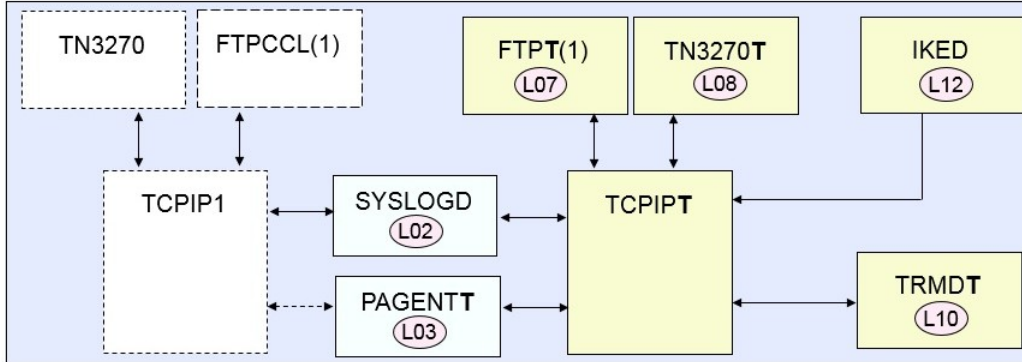 TN3270
FTPCCL(1)
FTPT(1)
L07
TN3270T
L08
IKED
L12
TCPIP1
SYSLOGD
L02
TCPIPT
PAGENTT
L03
TRMDT
L10